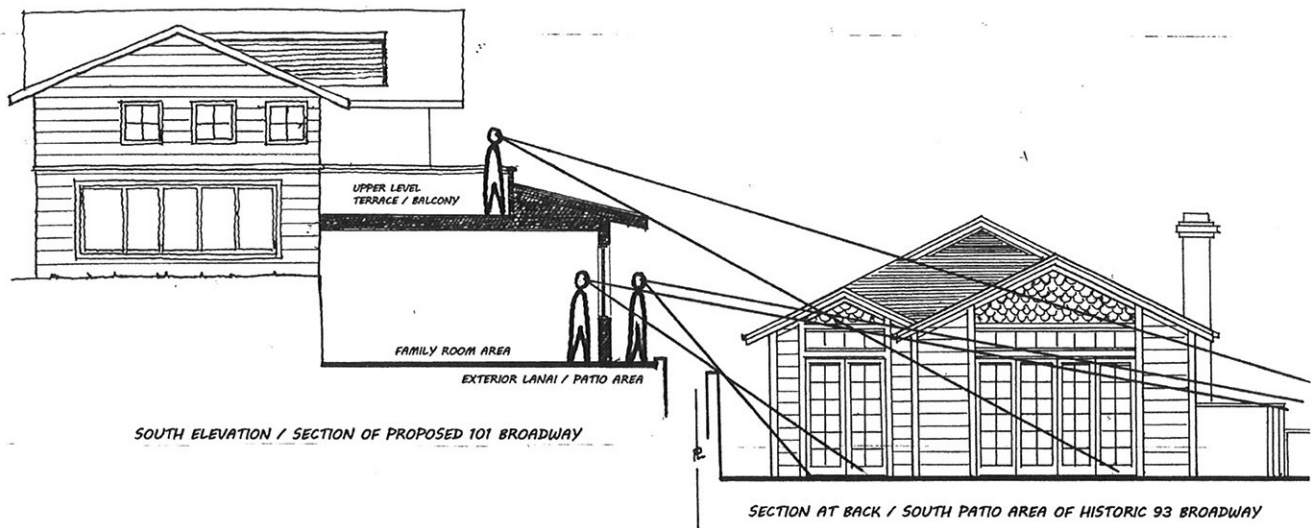 UPPER LEVEL
TERRACE / BALCONY
FAMILY ROOM AREA
EXTERIOR LANAI / PATIO AREA
SOUTH ELEVATION / SECTION OF PROPOSED 101 BROADWAY
PL
SECTION AT BACK / SOUTH PATIO AREA OF HISTORIC 93 BROADWAY